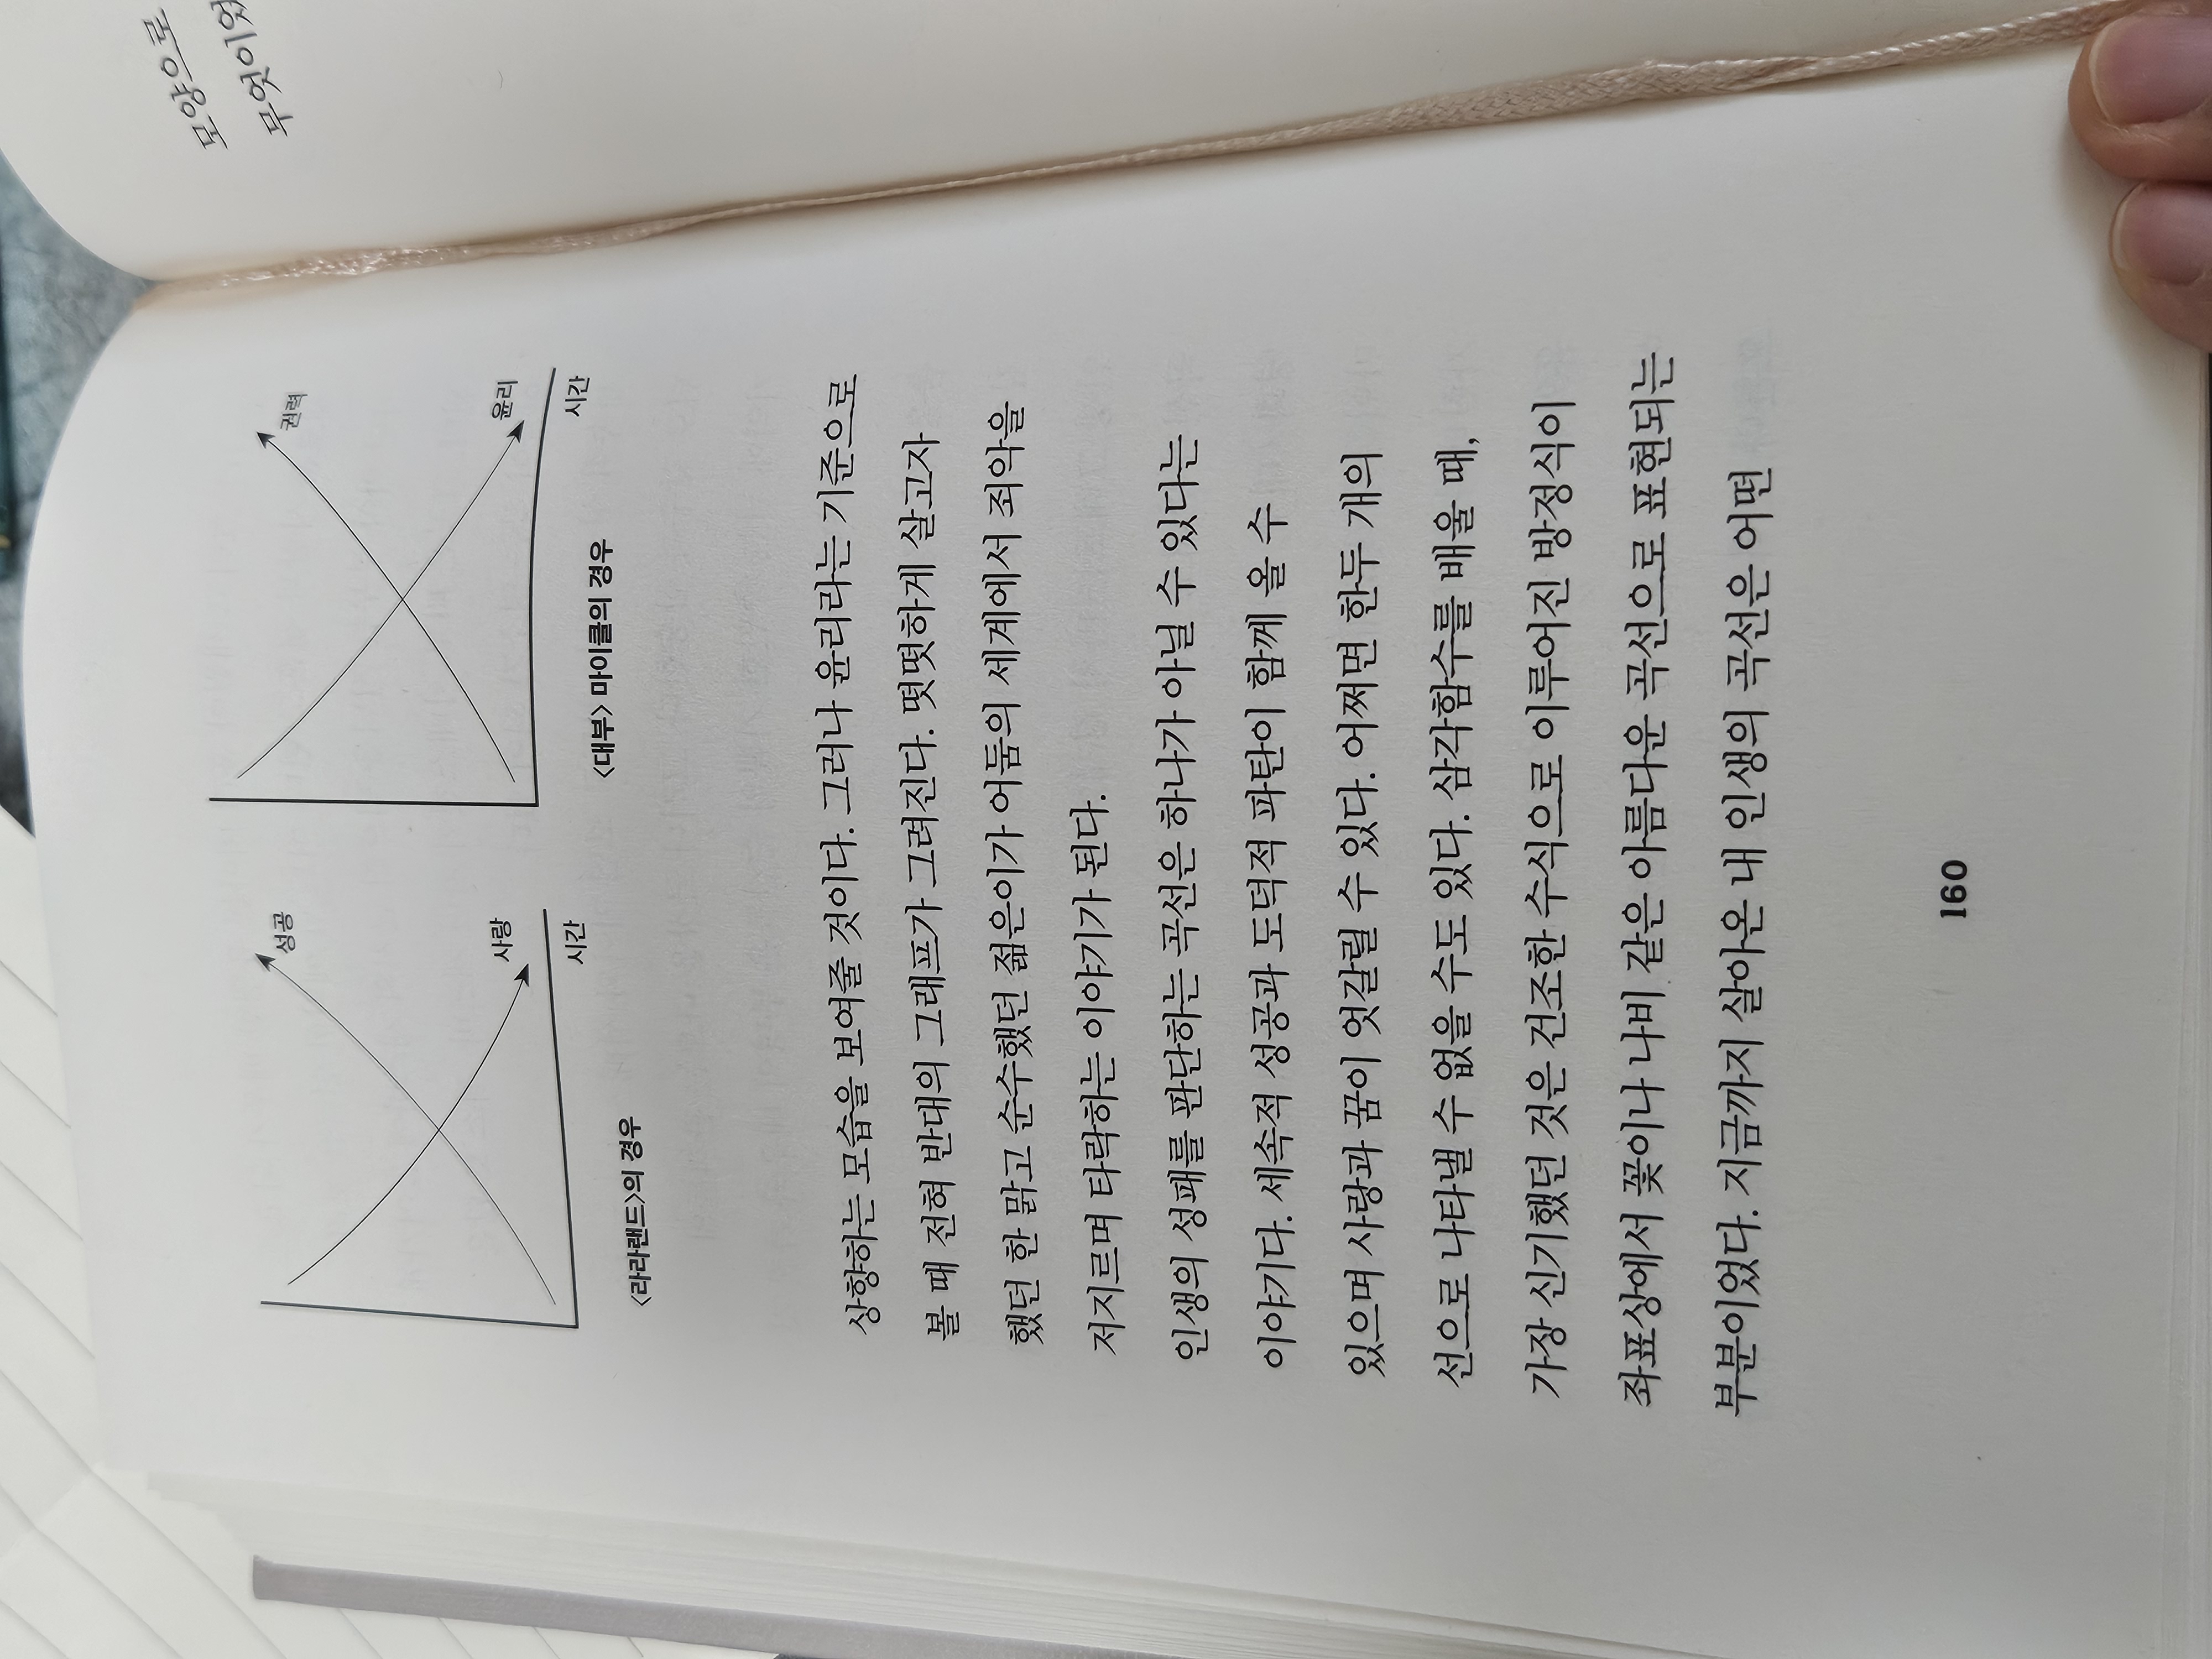 성공
사랑
시간
〈라라랜드〉의 경우
권력
윤리
시간
〈대부〉 마이클의 경우
상향하는 모습을 보여줄 것이다. 그러나 윤리라는 기준으로
볼 때 전혀 반대의 그래프가 그려진다. 떳떳하게 살고자
했던 한 맑고 순수했던 젊은이가 어둠의 세계에서 죄악을
저지르며 타락하는 이야기가 된다.
인생의 성패를 판단하는 곡선은 하나가 아닐 수 있다는
이야기다. 세속적 성공과 도덕적 파탄이 함께 올 수
있으며 사랑과 꿈이 엇갈릴 수 있다. 어쩌면 한두 개의
선으로 나타낼 수 없을 수도 있다. 삼각함수를 배울 때,
가장 신기했던 것은 건조한 수식으로 이루어진 방정식이
좌표상에서 꽃이나 나비 같은 아름다운 곡선으로 표현되는
부분이었다. 지금까지 살아온 내 인생의 곡선은 어떤
160
모양으로
무엇이었